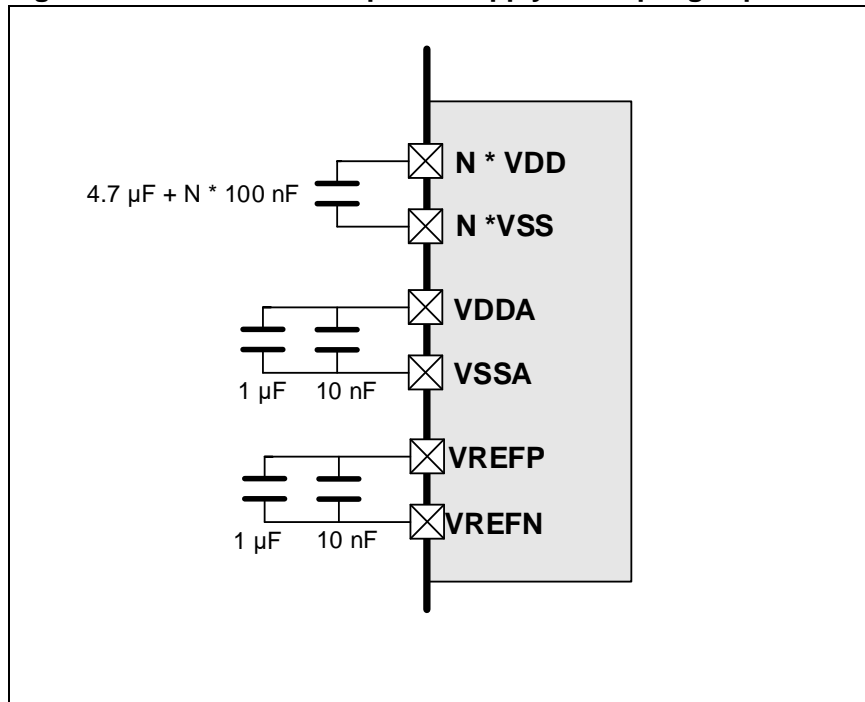 N * VDD
4.7 µF + N * 100 nF
N *VSS
VDDA
VSSA
1 µF 10 nF
VREFP
VREFN
1 µF 10 nF